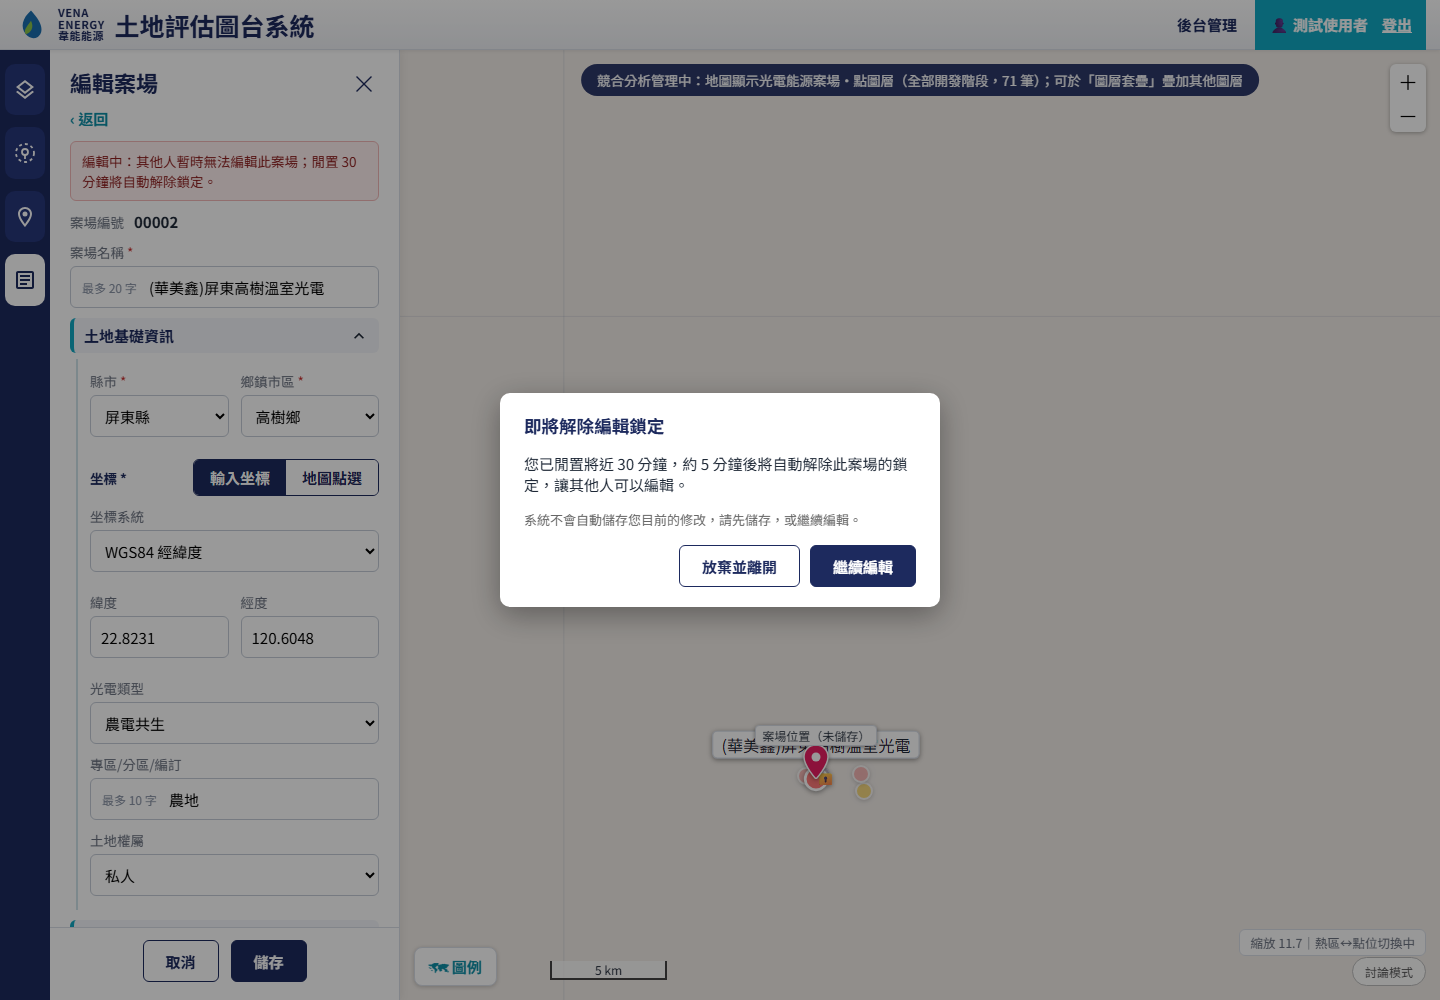 VENA
ENERGY
韋能能源
土地評估圖台系統
後台管理
測試使用者
登出
編輯案場
‹ 返回
編輯中：其他人暫時無法編輯此案場；閒置 30
分鐘將自動解除鎖定。
案場編號 00002
案場名稱 *
最多 20 字 (華美鑫)屏東高樹溫室光電
土地基礎資訊
縣市 * 鄉鎮市區 *
屏東縣 高樹鄉
坐標 * 輸入坐標 地圖點選
坐標系統
WGS84 經緯度
緯度 經度
22.8231 120.6048
光電類型
農電共生
專區/分區/編訂
最多 10 字 農地
土地權屬
私人
取消 儲存
競合分析管理中：地圖顯示光電能源案場・點圖層（全部開發階段，71 筆）；可於「圖層套疊」疊加其他圖層
+
−
即將解除編輯鎖定
您已閒置將近 30 分鐘，約 5 分鐘後將自動解除此案場的鎖
定，讓其他人可以編輯。
系統不會自動儲存您目前的修改，請先儲存，或繼續編輯。
放棄並離開 繼續編輯
案場位置（未儲存）
圖例
5 km
縮放 11.7｜熱區↔點位切換中
討論模式